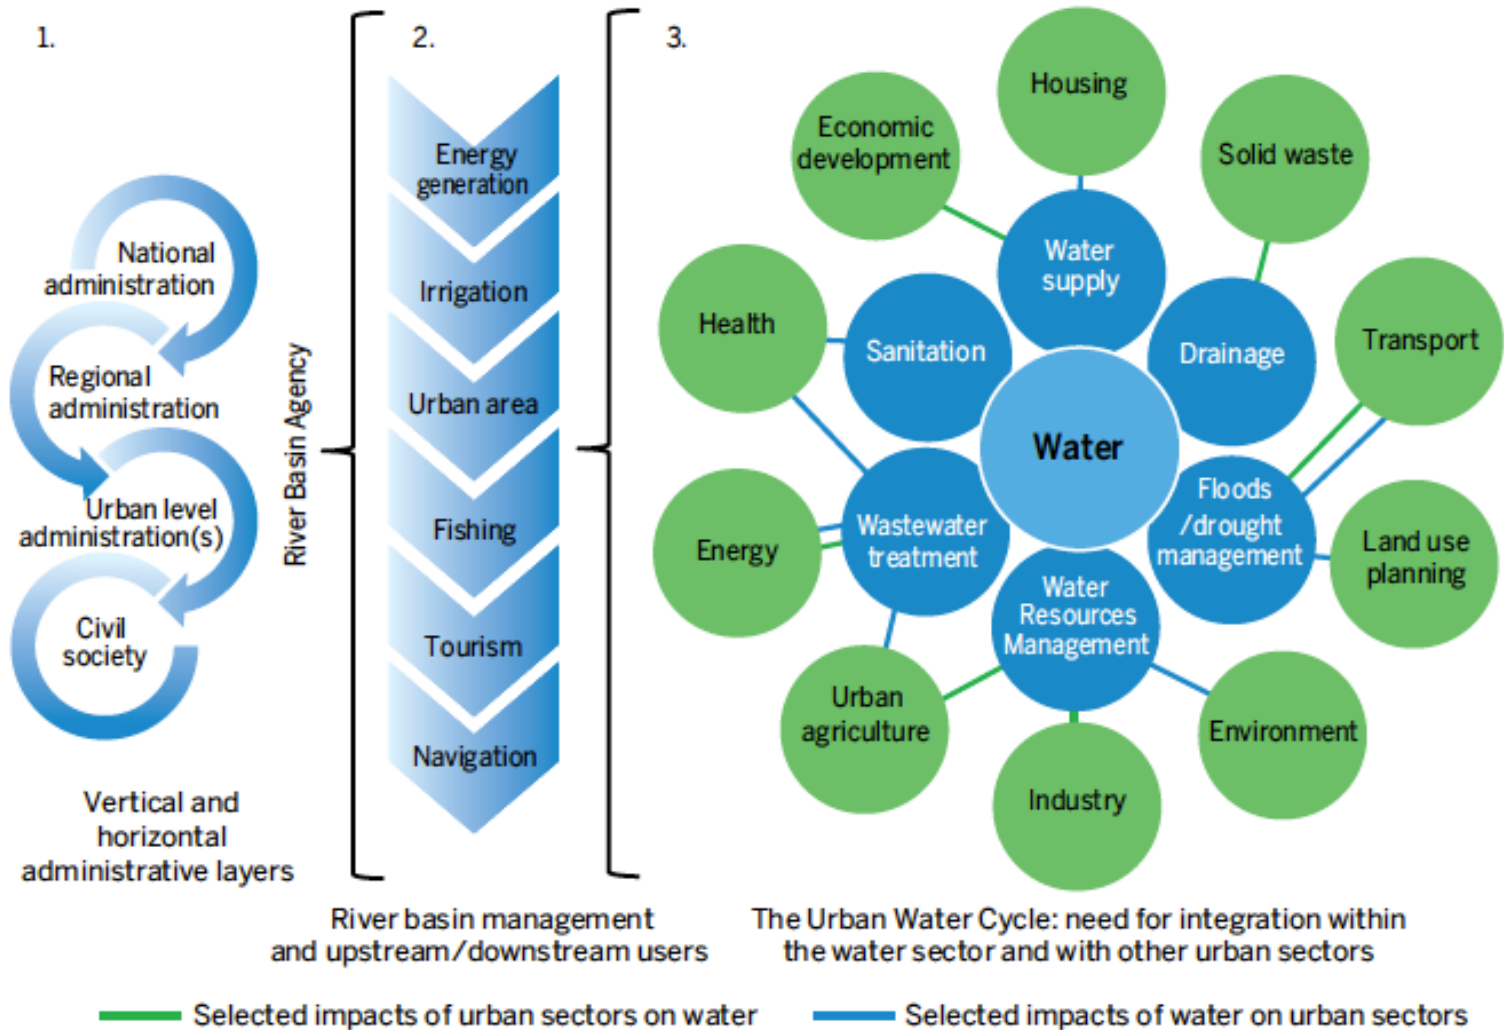 1.
National
administration
Regional
administration
Urban level
administration(s)
Civil
society
Vertical and
horizontal
administrative layers
River Basin Agency
2.
Energy
generation
Irrigation
Urban area
Fishing
Tourism
Navigation
River basin management
and upstream/downstream users
3.
Housing
Economic
development
Solid waste
Health
Transport
Energy
Land use
planning
Urban
agriculture
Environment
Industry
Water
supply
Sanitation
Drainage
Water
Wastewater
treatment
Floods
/drought
management
Water
Resources
Management
The Urban Water Cycle: need for integration within
the water sector and with other urban sectors
Selected impacts of urban sectors on water
Selected impacts of water on urban sectors